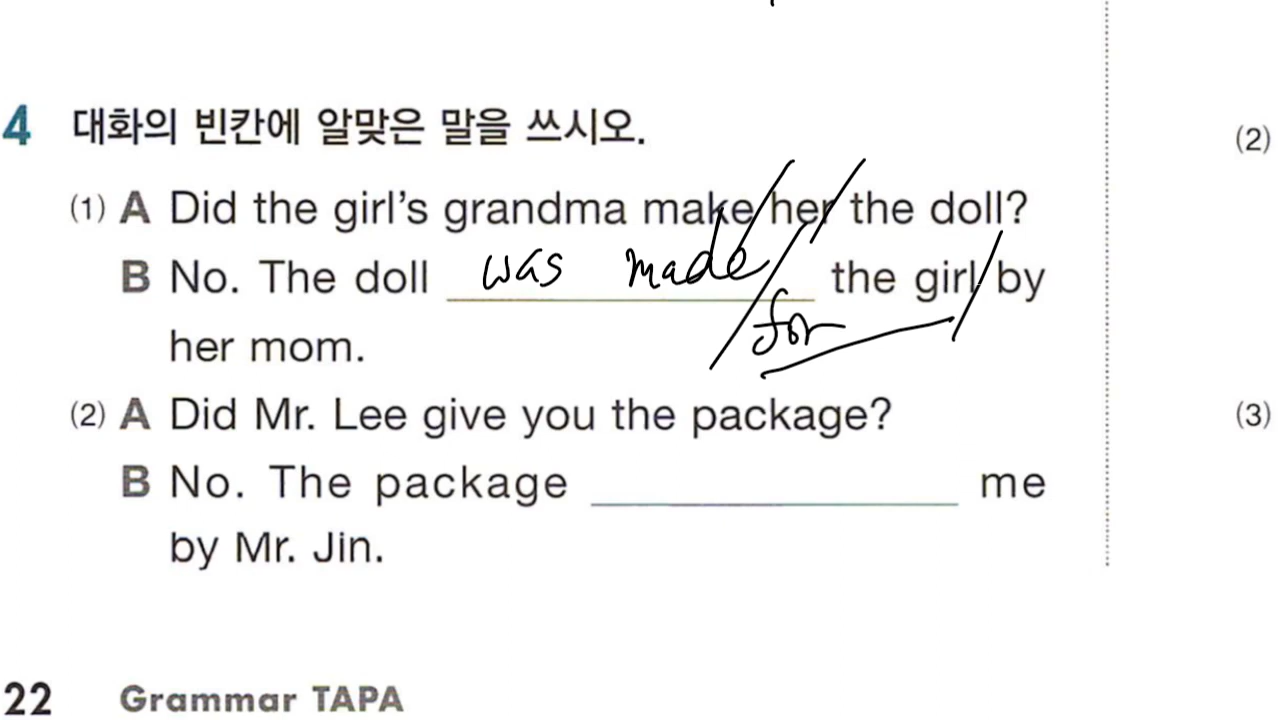 4 대화의 빈칸에 알맞은 말을 쓰시오.
(2)
(1) A Did the girl's grandma make her the doll?
B No. The doll was made the girl by
for
her mom.
(2) A Did Mr. Lee give you the package?
(3)
B No. The package me
by Mr. Jin.
22 Grammar TAPA